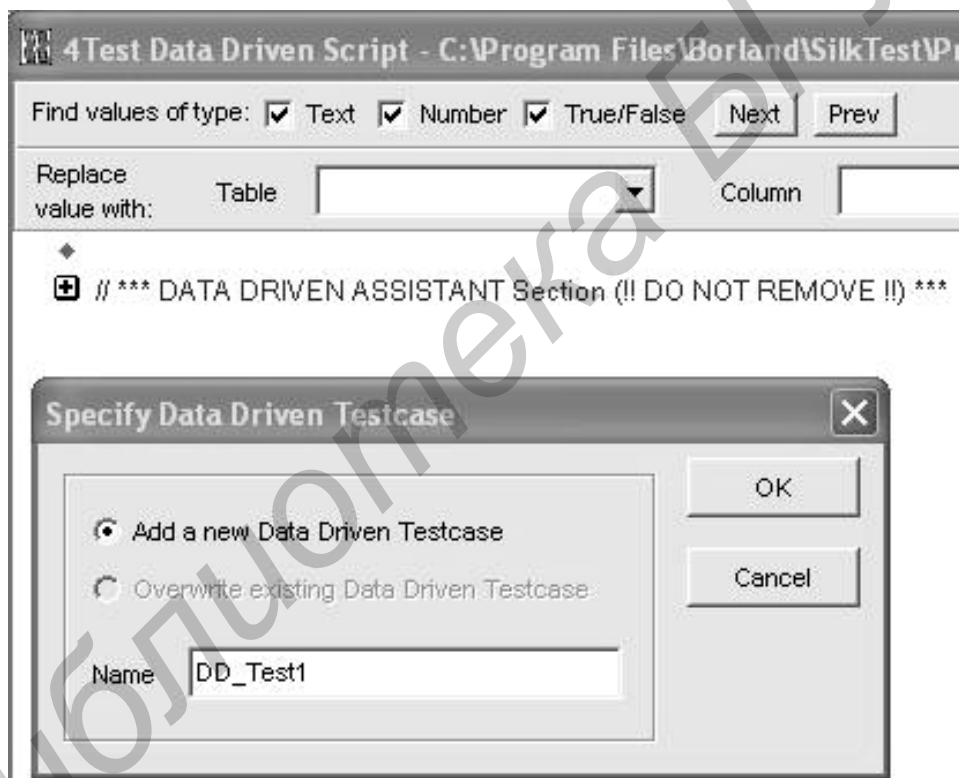 4Test Data Driven Script - C:\Program Files\Borland\SilkTest\Pr
Find values of type: Text Number True/False Next Prev
Replace value with: Table Column
// *** DATA DRIVEN ASSISTANT Section (!! DO NOT REMOVE !!) ***
Specify Data Driven Testcase
Add a new Data Driven Testcase
Overwrite existing Data Driven Testcase
Name DD_Test1
OK
Cancel